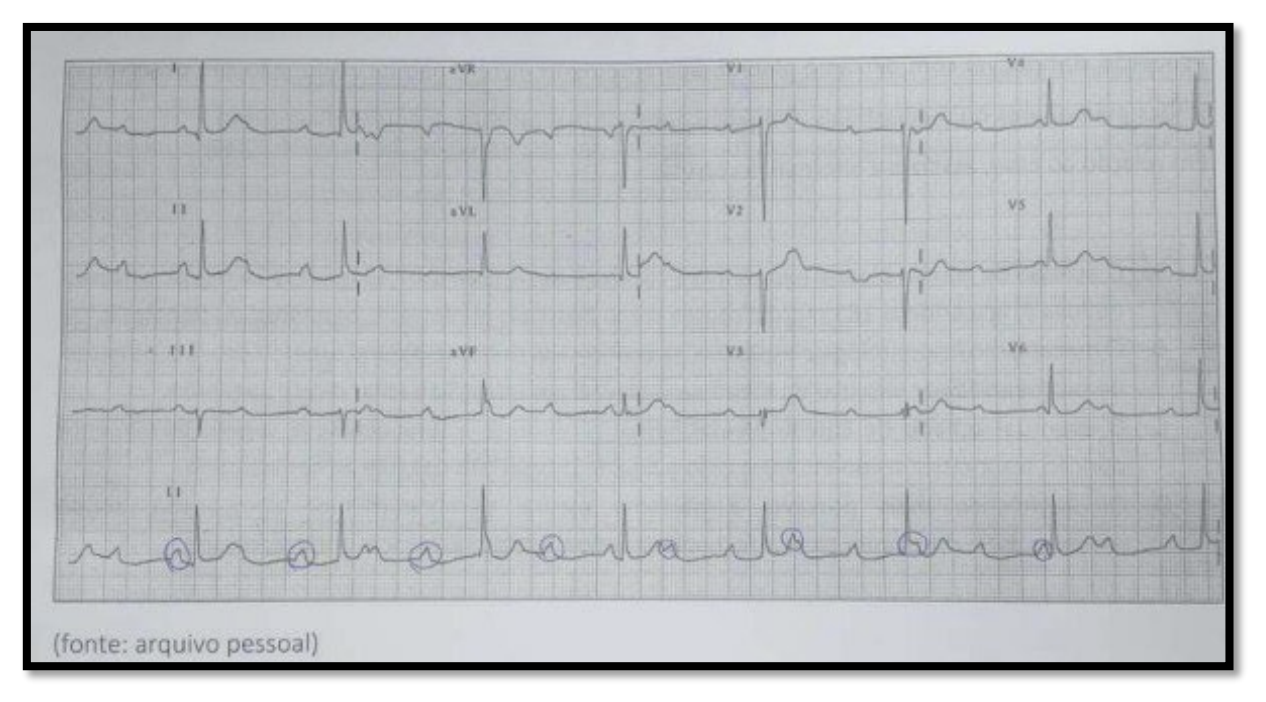 I aVR V1 V4
II aVL V2 V5
III aVF V3 V6
II
(fonte: arquivo pessoal)